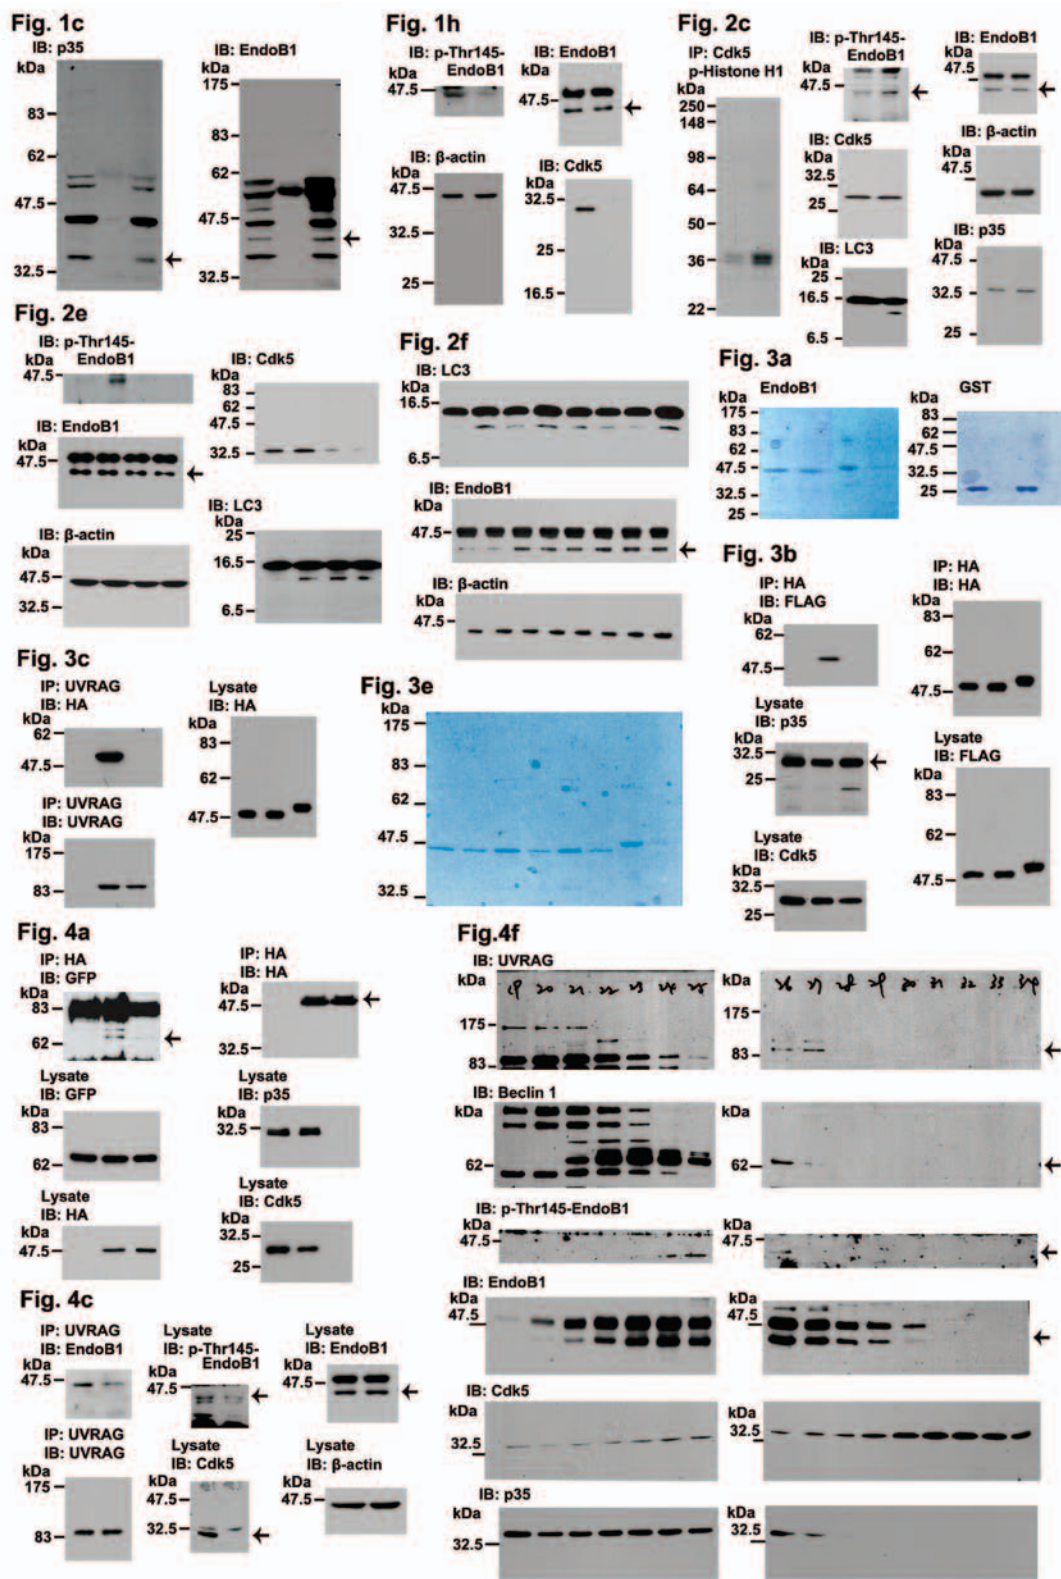 Fig. 1c
IB: p35
kDa
83
62
47.5
32.5
IB: EndoB1
kDa
175
83
62
47.5
32.5
Fig. 1h
IB: p-Thr145-
EndoB1
kDa
47.5
IB: EndoB1
kDa
47.5
IB: β-actin
kDa
47.5
32.5
25
IB: Cdk5
kDa
32.5
25
16.5
Fig. 2c
IP: Cdk5
p-Histone H1
kDa
250
148
98
64
50
36
22
IB: p-Thr145-
EndoB1
kDa
47.5
IB: Cdk5
kDa
32.5
25
IB: LC3
kDa
25
16.5
6.5
IB: EndoB1
kDa
47.5
IB: β-actin
kDa
47.5
IB: p35
kDa
47.5
32.5
25
Fig. 2e
IB: p-Thr145-
EndoB1
kDa
47.5
IB: EndoB1
kDa
47.5
IB: β-actin
kDa
47.5
32.5
IB: Cdk5
kDa
83
62
47.5
32.5
IB: LC3
kDa
25
16.5
6.5
Fig. 2f
IB: LC3
kDa
16.5
6.5
IB: EndoB1
kDa
47.5
IB: β-actin
kDa
47.5
Fig. 3a
EndoB1
kDa
175
83
62
47.5
32.5
25
GST
kDa
83
62
47.5
32.5
25
Fig. 3b
IP: HA
IB: FLAG
kDa
62
47.5
Lysate
IB: p35
kDa
32.5
25
Lysate
IB: Cdk5
kDa
32.5
25
IP: HA
IB: HA
kDa
83
62
47.5
Lysate
IB: FLAG
kDa
83
62
47.5
Fig. 3c
IP: UVRAG
IB: HA
kDa
62
47.5
IP: UVRAG
IB: UVRAG
kDa
175
83
Lysate
IB: HA
kDa
83
62
47.5
Fig. 3e
kDa
175
83
62
47.5
32.5
Fig. 4a
IP: HA
IB: GFP
kDa
83
62
Lysate
IB: GFP
kDa
83
62
Lysate
IB: HA
kDa
47.5
IP: HA
IB: HA
kDa
47.5
32.5
Lysate
IB: p35
kDa
32.5
Lysate
IB: Cdk5
kDa
32.5
25
Fig. 4c
IP: UVRAG
IB: EndoB1
kDa
47.5
IP: UVRAG
IB: UVRAG
kDa
175
83
Lysate
IB: p-Thr145-
EndoB1
kDa
47.5
Lysate
IB: Cdk5
kDa
47.5
32.5
Lysate
IB: EndoB1
kDa
47.5
Lysate
IB: β-actin
kDa
47.5
Fig.4f
IB: UVRAG
kDa
19 20 21 22 23 24 25
175
83
kDa
26 27 28 29 30 31 32 33 34
175
83
IB: Beclin 1
kDa
62
kDa
62
IB: p-Thr145-EndoB1
kDa
47.5
kDa
47.5
IB: EndoB1
kDa
47.5
kDa
47.5
IB: Cdk5
kDa
32.5
kDa
32.5
IB: p35
kDa
32.5
kDa
32.5